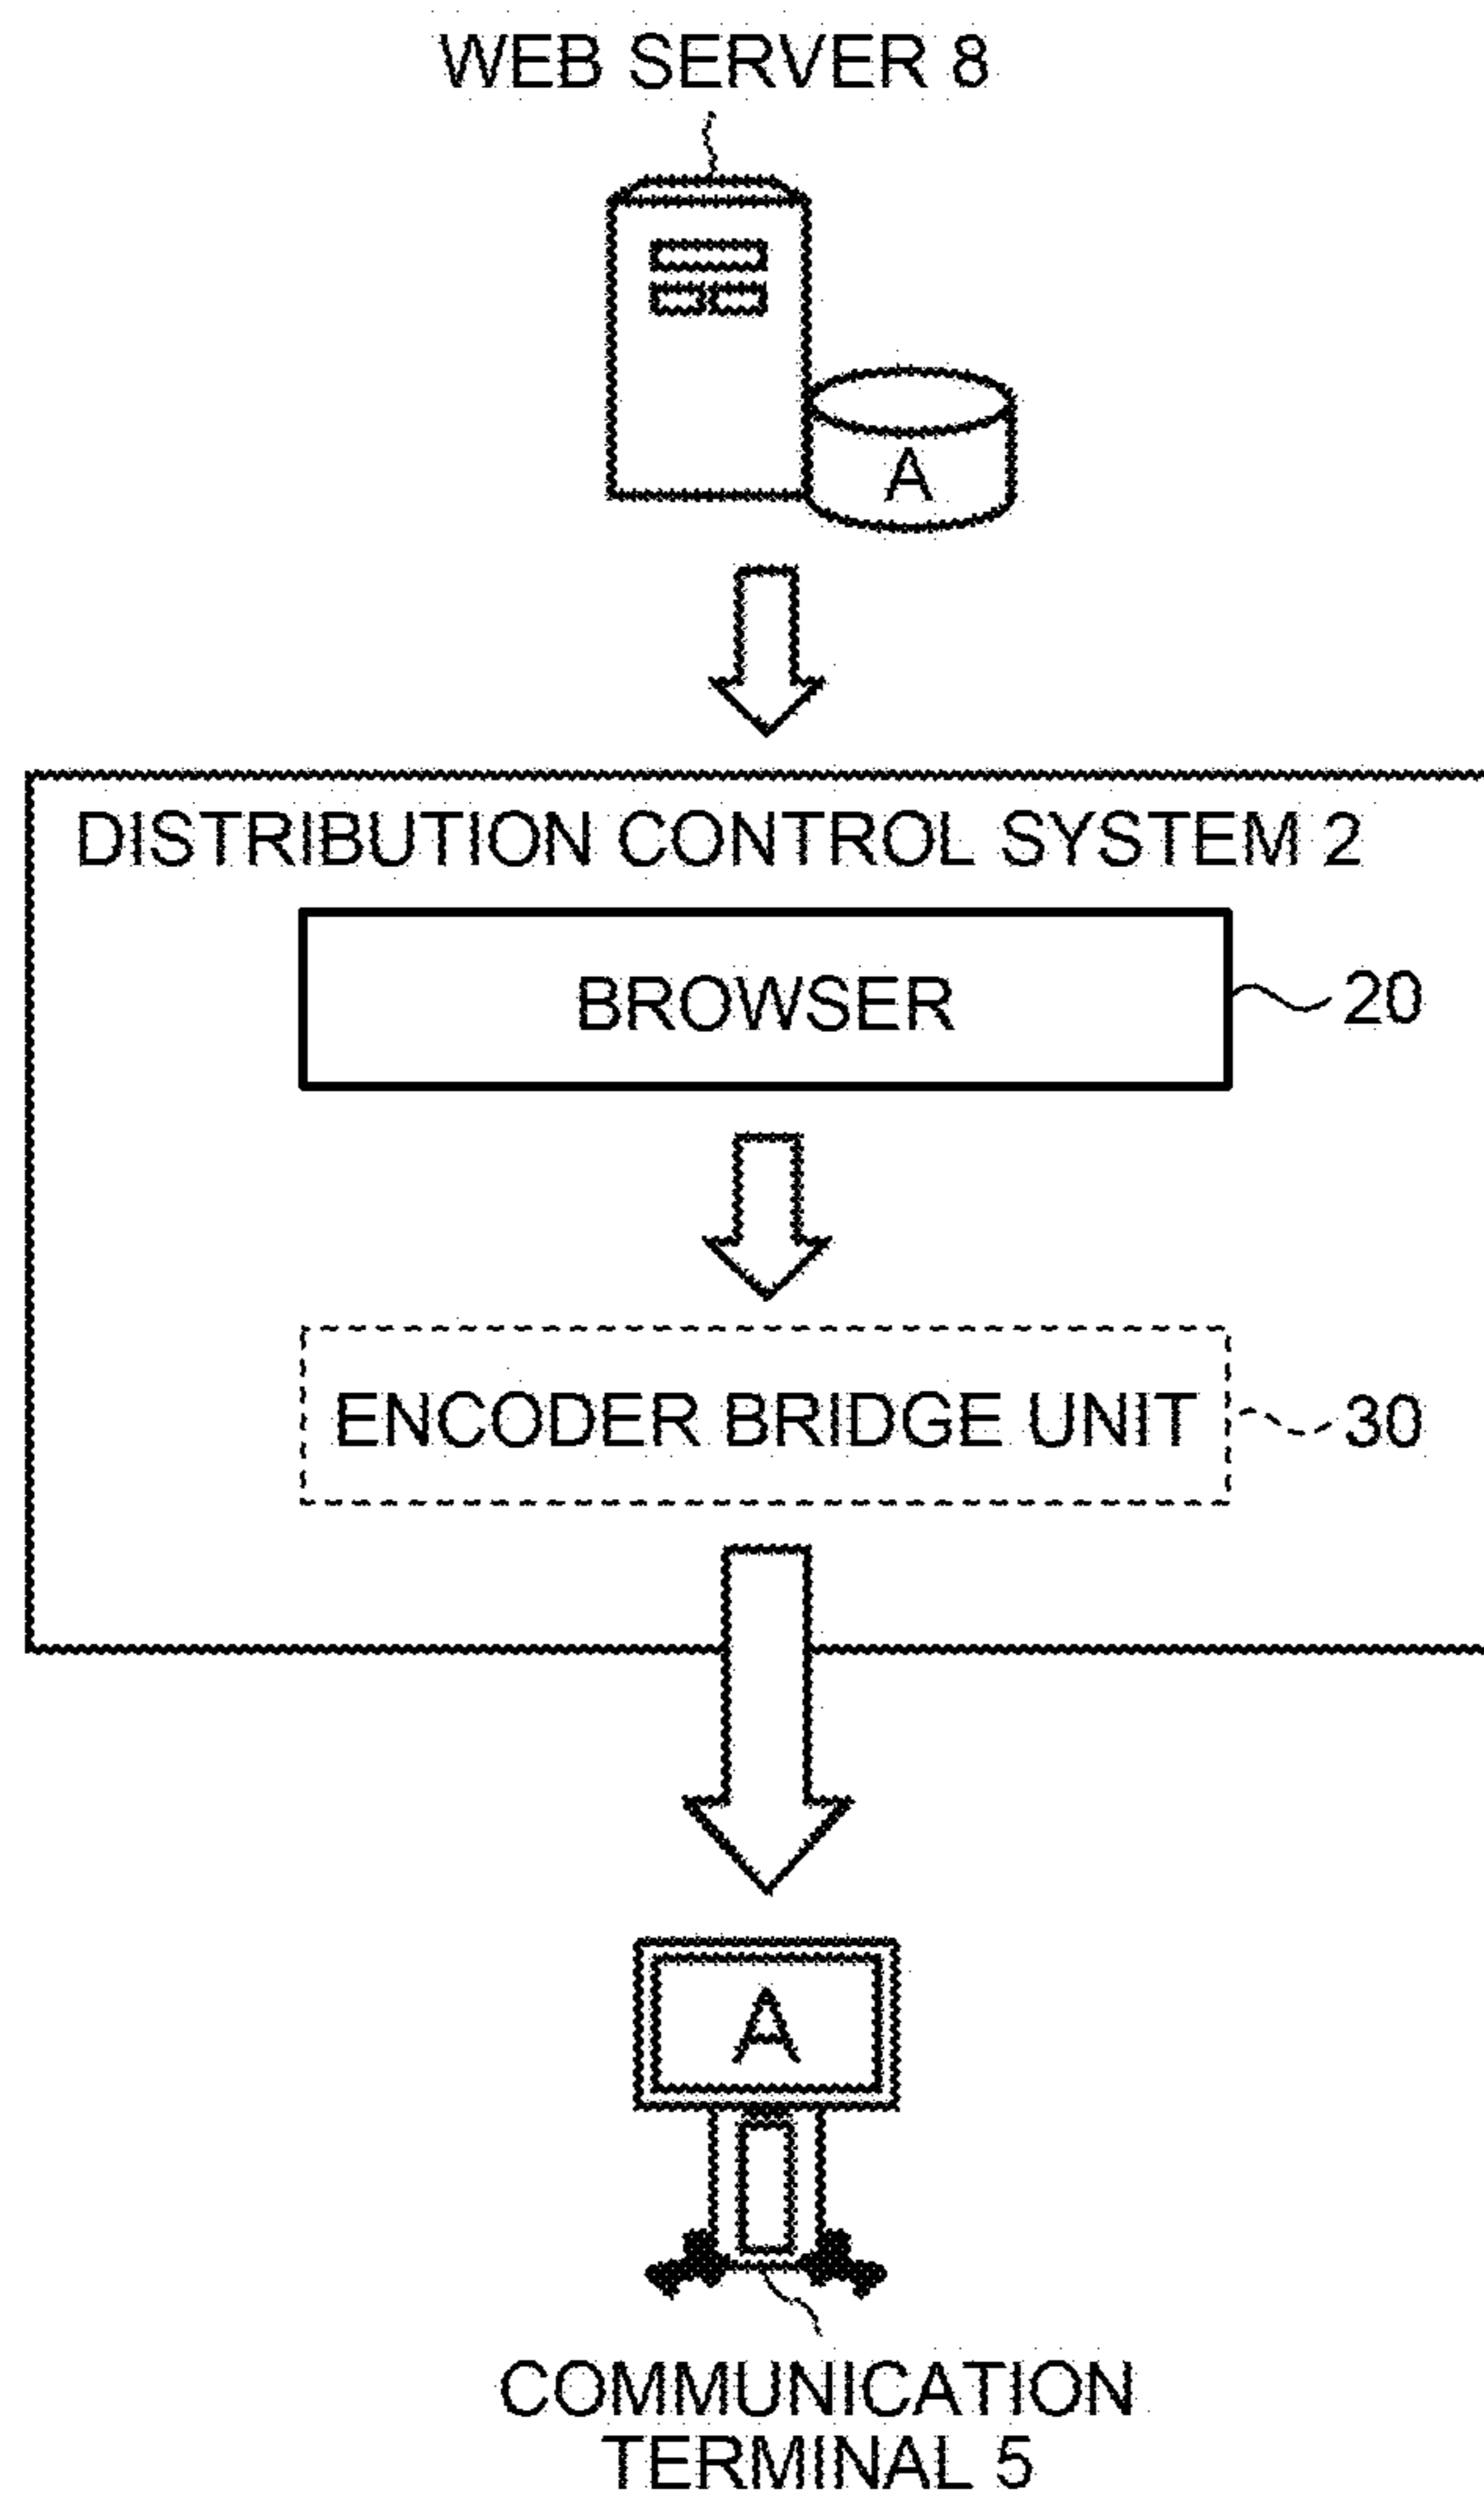 WEB SERVER 8
A
DISTRIBUTION CONTROL SYSTEM 2
BROWSER
20
ENCODER BRIDGE UNIT
30
A
COMMUNICATION
TERMINAL 5